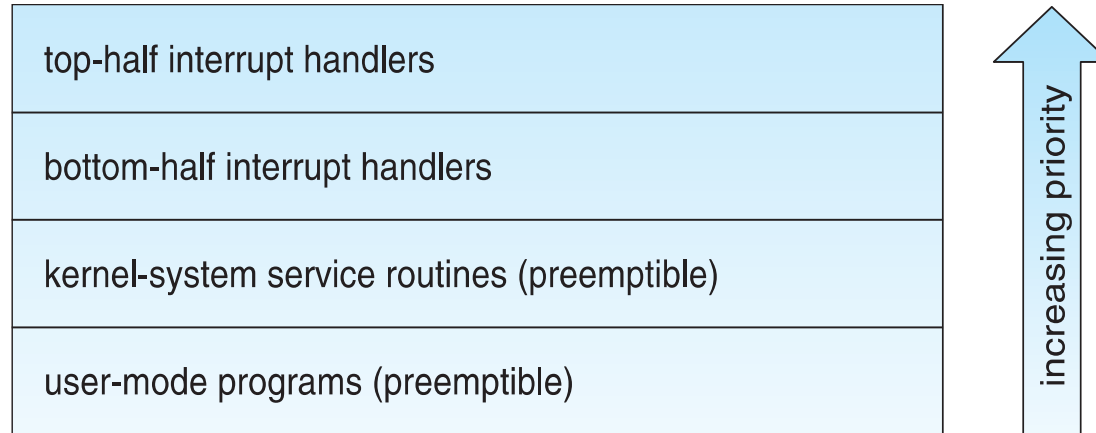 top-half interrupt handlers
bottom-half interrupt handlers
kernel-system service routines (preemptible)
user-mode programs (preemptible)
increasing priority